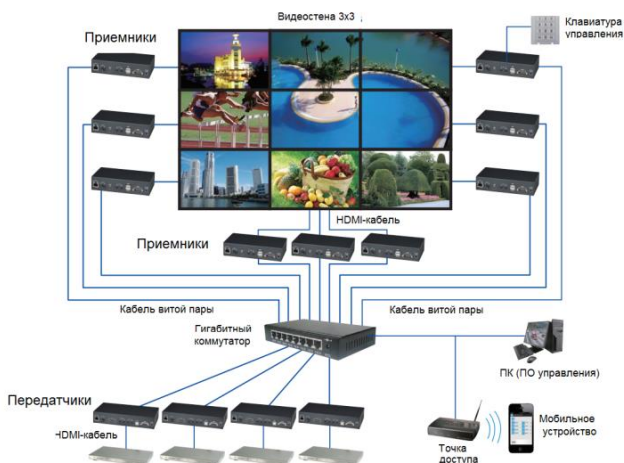 Видеостена 3x3
Приемники
Клавиатура
управления
HDMI-кабель
Приемники
Кабель витой пары
Кабель витой пары
Гигабитный
коммутатор
ПК (ПО управления)
Передатчики
HDMI-кабель
Мобильное
устройство
Точка
доступа